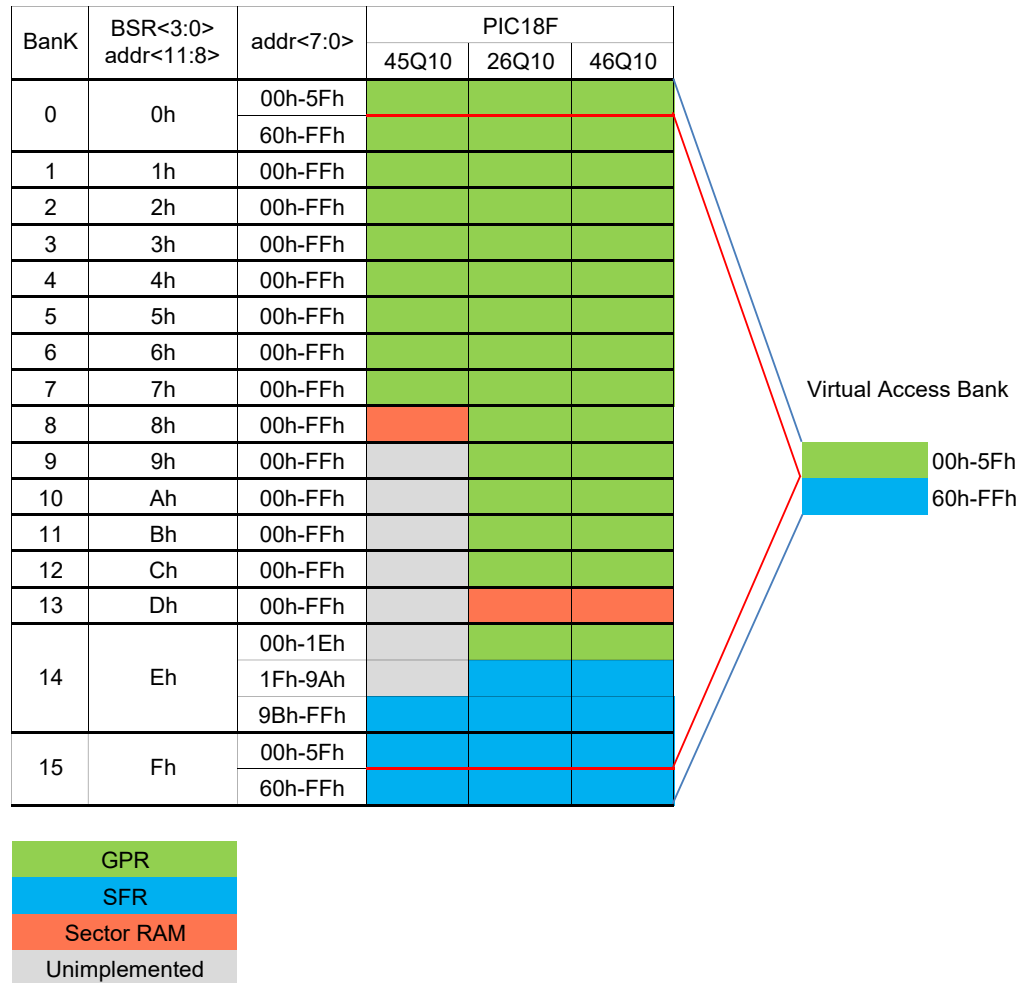 BanK BSR<3:0> addr<11:8> addr<7:0> PIC18F
45Q10 26Q10 46Q10
0 0h 00h-5Fh
60h-FFh
1 1h 00h-FFh
2 2h 00h-FFh
3 3h 00h-FFh
4 4h 00h-FFh
5 5h 00h-FFh
6 6h 00h-FFh
7 7h 00h-FFh
Virtual Access Bank
8 8h 00h-FFh
9 9h 00h-FFh
00h-5Fh
10 Ah 00h-FFh
60h-FFh
11 Bh 00h-FFh
12 Ch 00h-FFh
13 Dh 00h-FFh
14 Eh 00h-1Eh
1Fh-9Ah
9Bh-FFh
15 Fh 00h-5Fh
60h-FFh
GPR
SFR
Sector RAM
Unimplemented